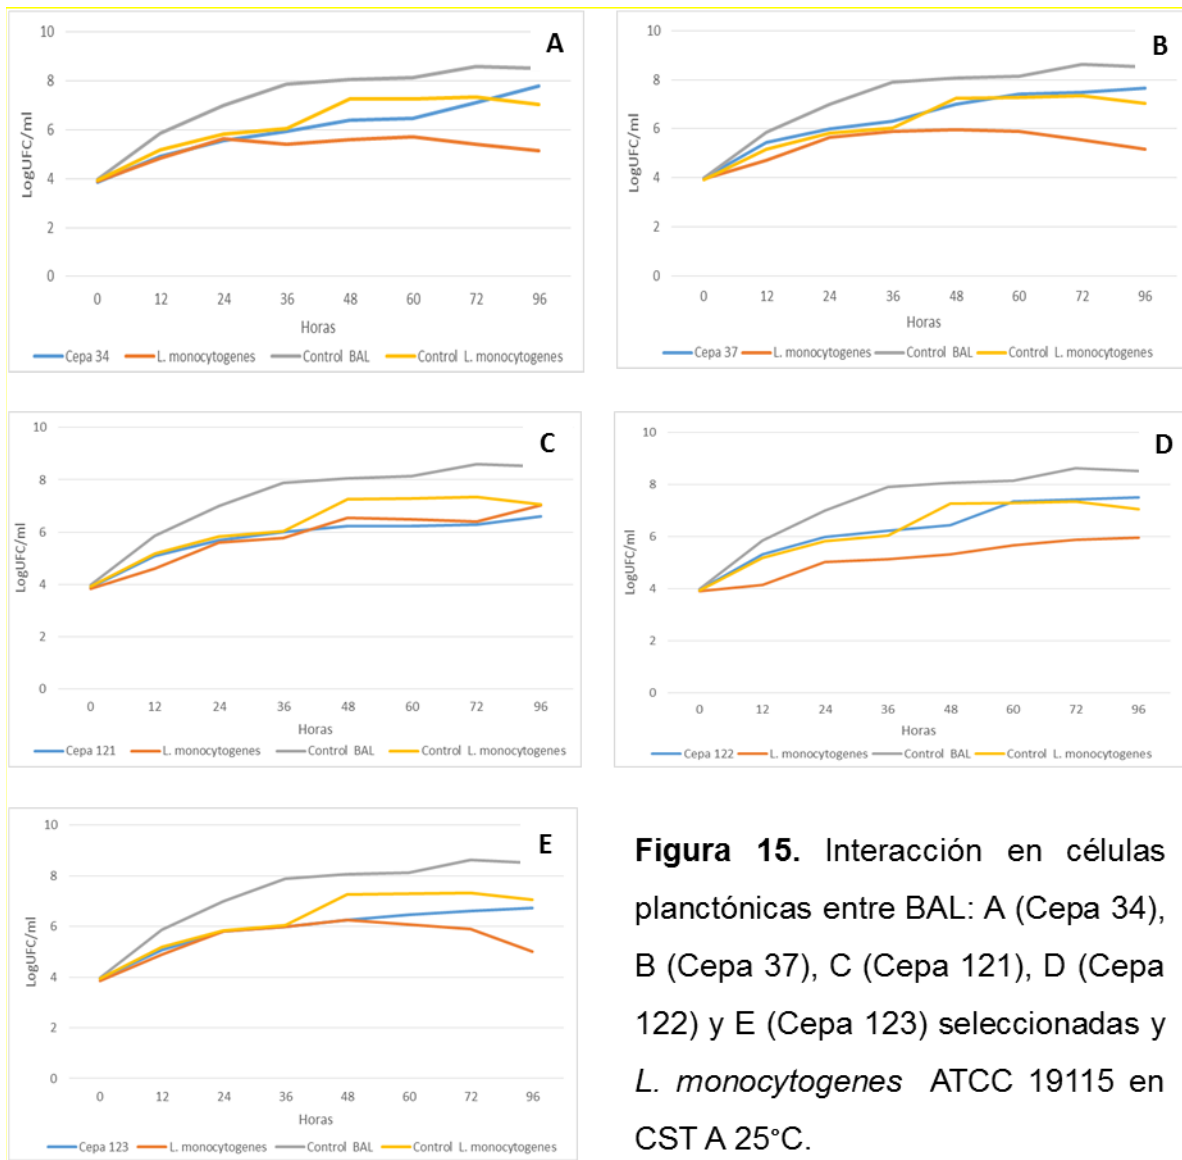 A
10
8
6
4
2
0
LogUFC/ml
0 12 24 36 48 60 72 96
Horas
Cepa 34 L. monocytogenes Control BAL Control L. monocytogenes
B
10
8
6
4
2
0
LogUFC/ml
0 12 24 36 48 60 72 96
Horas
Cepa 37 L. monocytogenes Control BAL Control L. monocytogenes
C
10
8
6
4
2
0
LogUFC/ml
0 12 24 36 48 60 72 96
Horas
Cepa 121 L. monocytogenes Control BAL Control L. monocytogenes
D
10
8
6
4
2
0
LogUFC/ml
0 12 24 36 48 60 72 96
Horas
Cepa 122 L. monocytogenes Control BAL Control L. monocytogenes
E
10
8
6
4
2
0
LogUFC/ml
0 12 24 36 48 60 72 96
Horas
Cepa 123 L. monocytogenes Control BAL Control L. monocytogenes
Figura 15. Interacción en células
planctónicas entre BAL: A (Cepa 34),
B (Cepa 37), C (Cepa 121), D (Cepa
122) y E (Cepa 123) seleccionadas y
L. monocytogenes ATCC 19115 en
CST A 25°C.